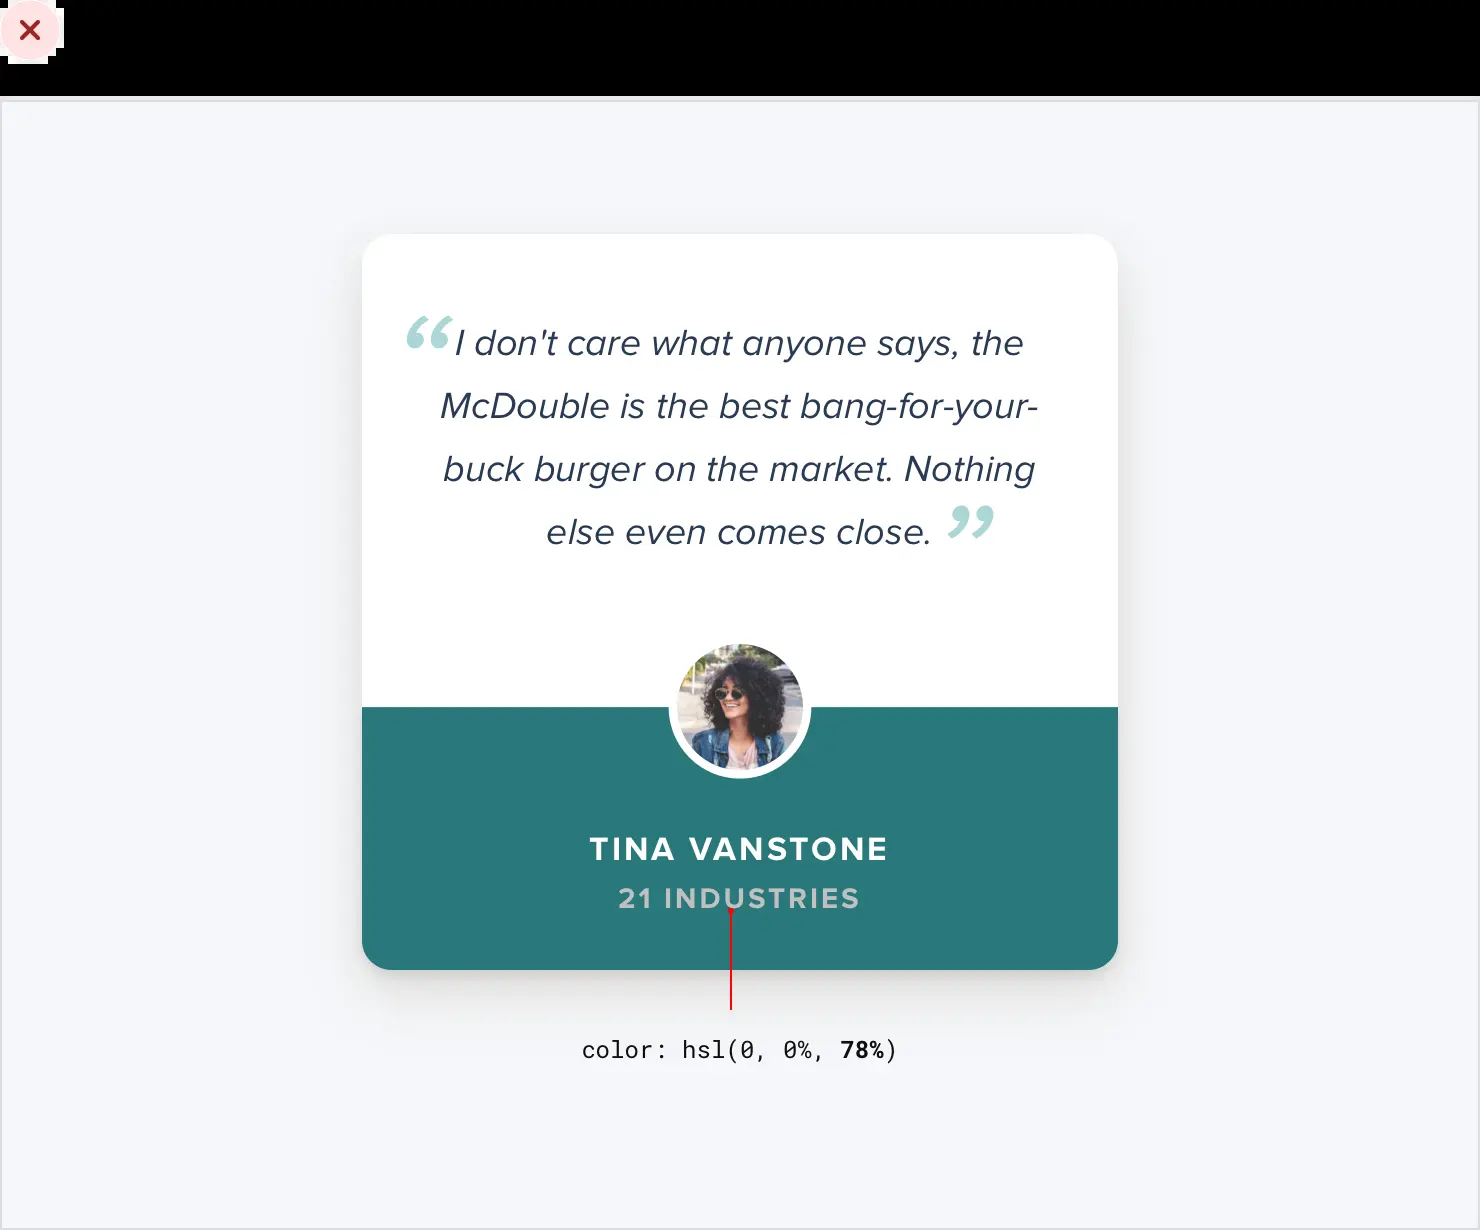 “I don't care what anyone says, the
McDouble is the best bang-for-your-
buck burger on the market. Nothing
else even comes close. ”
TINA VANSTONE
21 INDUSTRIES
color: hsl(0, 0%, 78%)